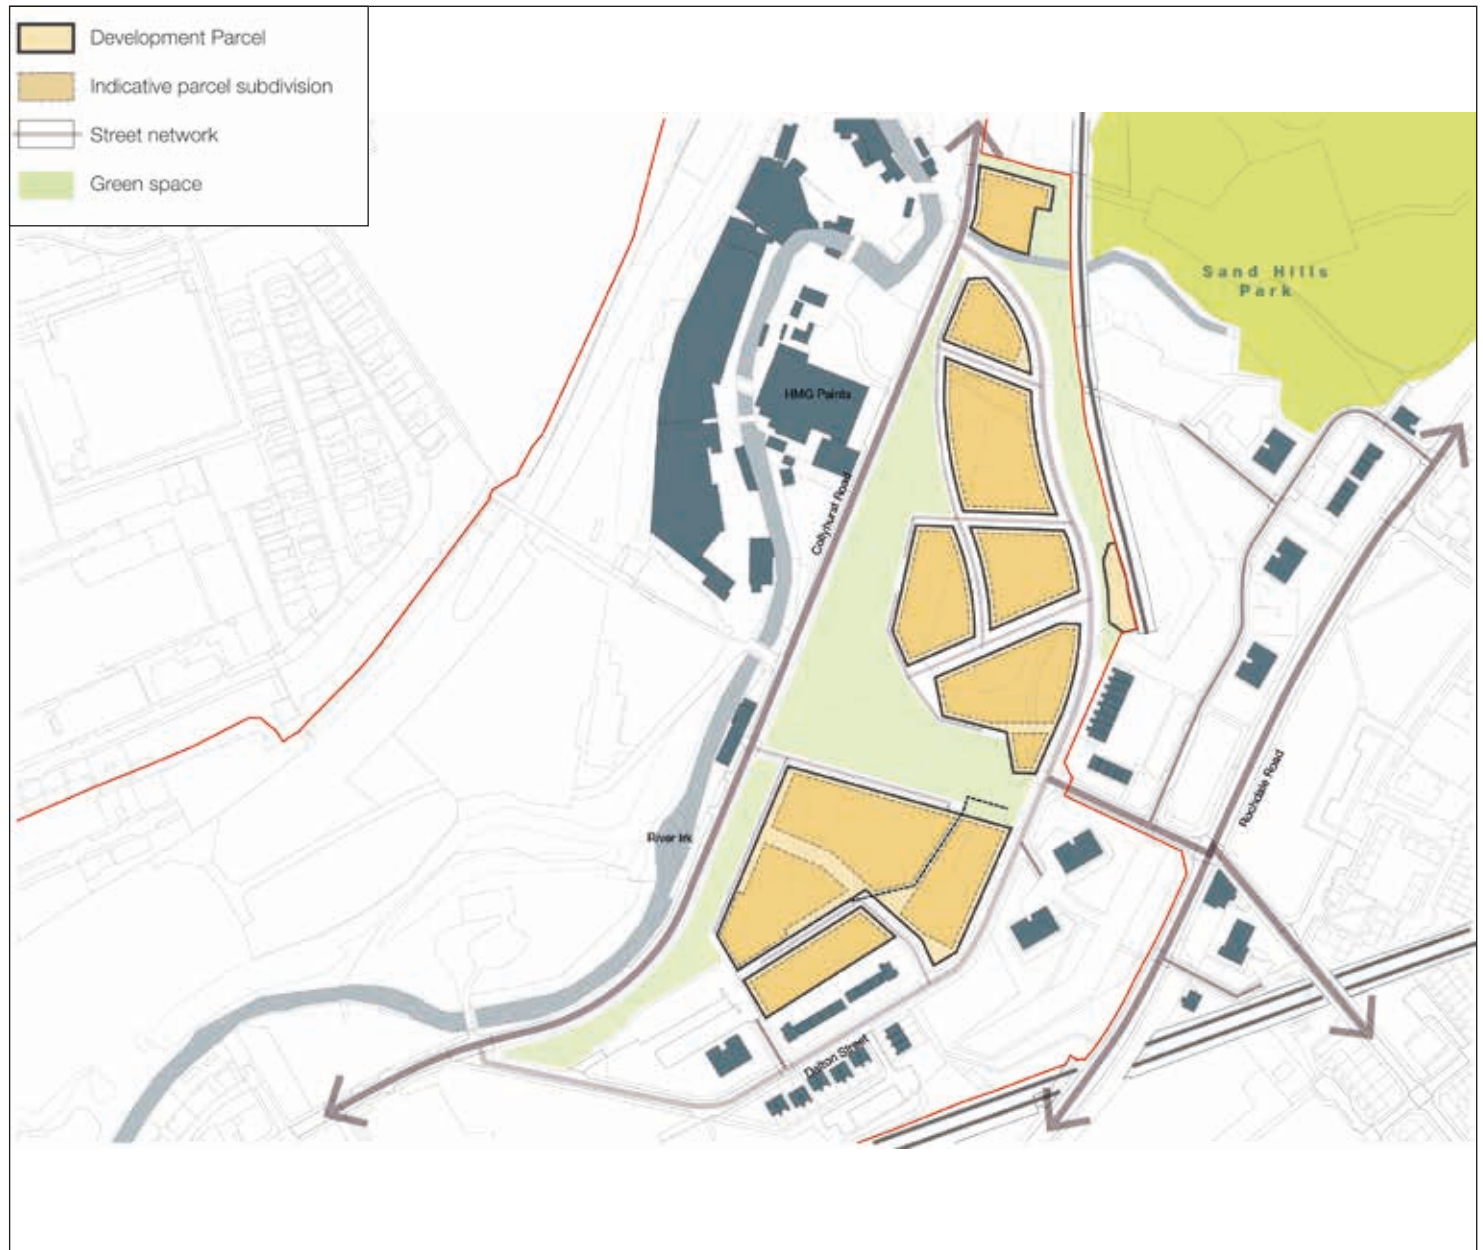 Development Parcel
Indicative parcel subdivision
Street network
Green space
Sand Hills
Park
HMG Paints
Collyhurst Road
Rochdale Road
River Irk
Dalton Street